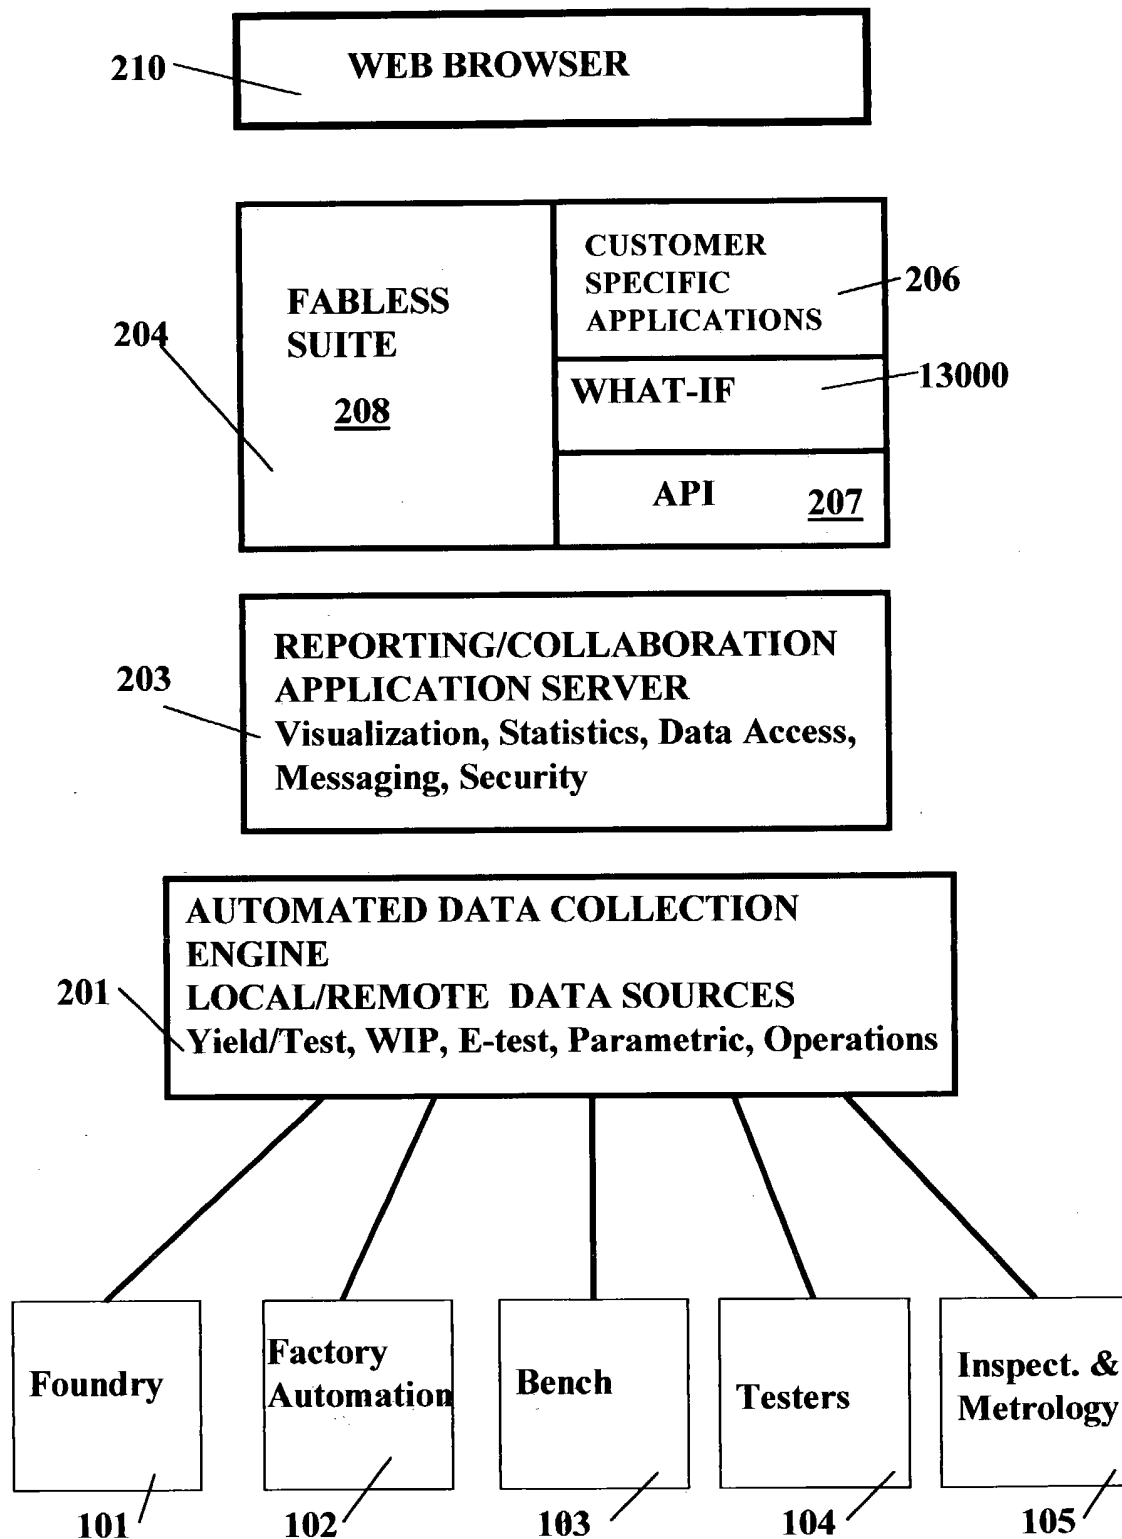 WEB BROWSER
210
FABLESS
SUITE
208
204
CUSTOMER
SPECIFIC
APPLICATIONS
206
WHAT-IF
13000
API
207
REPORTING/COLLABORATION
APPLICATION SERVER
Visualization, Statistics, Data Access,
Messaging, Security
203
AUTOMATED DATA COLLECTION
ENGINE
LOCAL/REMOTE DATA SOURCES
Yield/Test, WIP, E-test, Parametric, Operations
201
Foundry
101
Factory
Automation
102
Bench
103
Testers
104
Inspect. &
Metrology
105